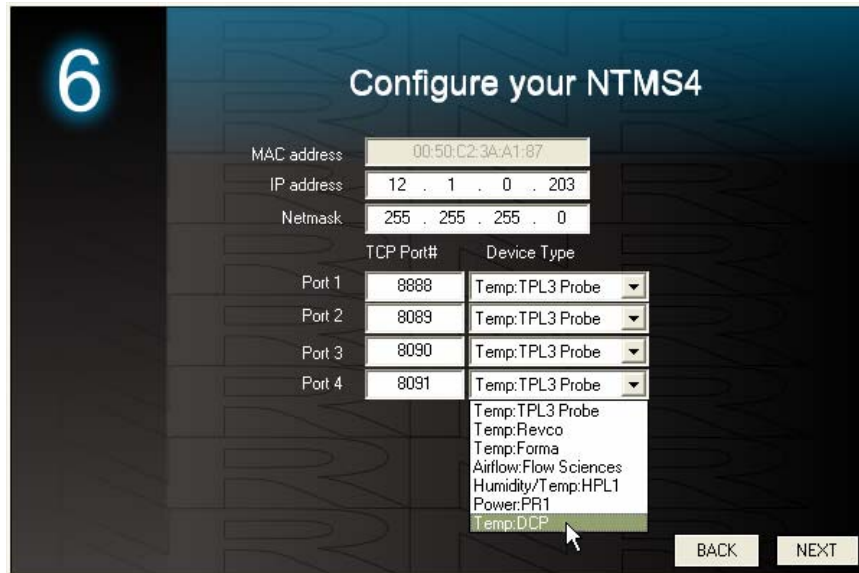 6
Configure your NTMS4
MAC address 00:50:C2:3A:A1:87
IP address 12 . 1 . 0 . 203
Netmask 255 . 255 . 255 . 0
TCP Port# Device Type
Port 1 8888 Temp:TPL3 Probe
Port 2 8089 Temp:TPL3 Probe
Port 3 8090 Temp:TPL3 Probe
Port 4 8091 Temp:TPL3 Probe
Temp:TPL3 Probe
Temp:Revco
Temp:Forma
Airflow:Flow Sciences
Humidity/Temp:HPL1
Power:PR1
Temp:DCP
BACK NEXT